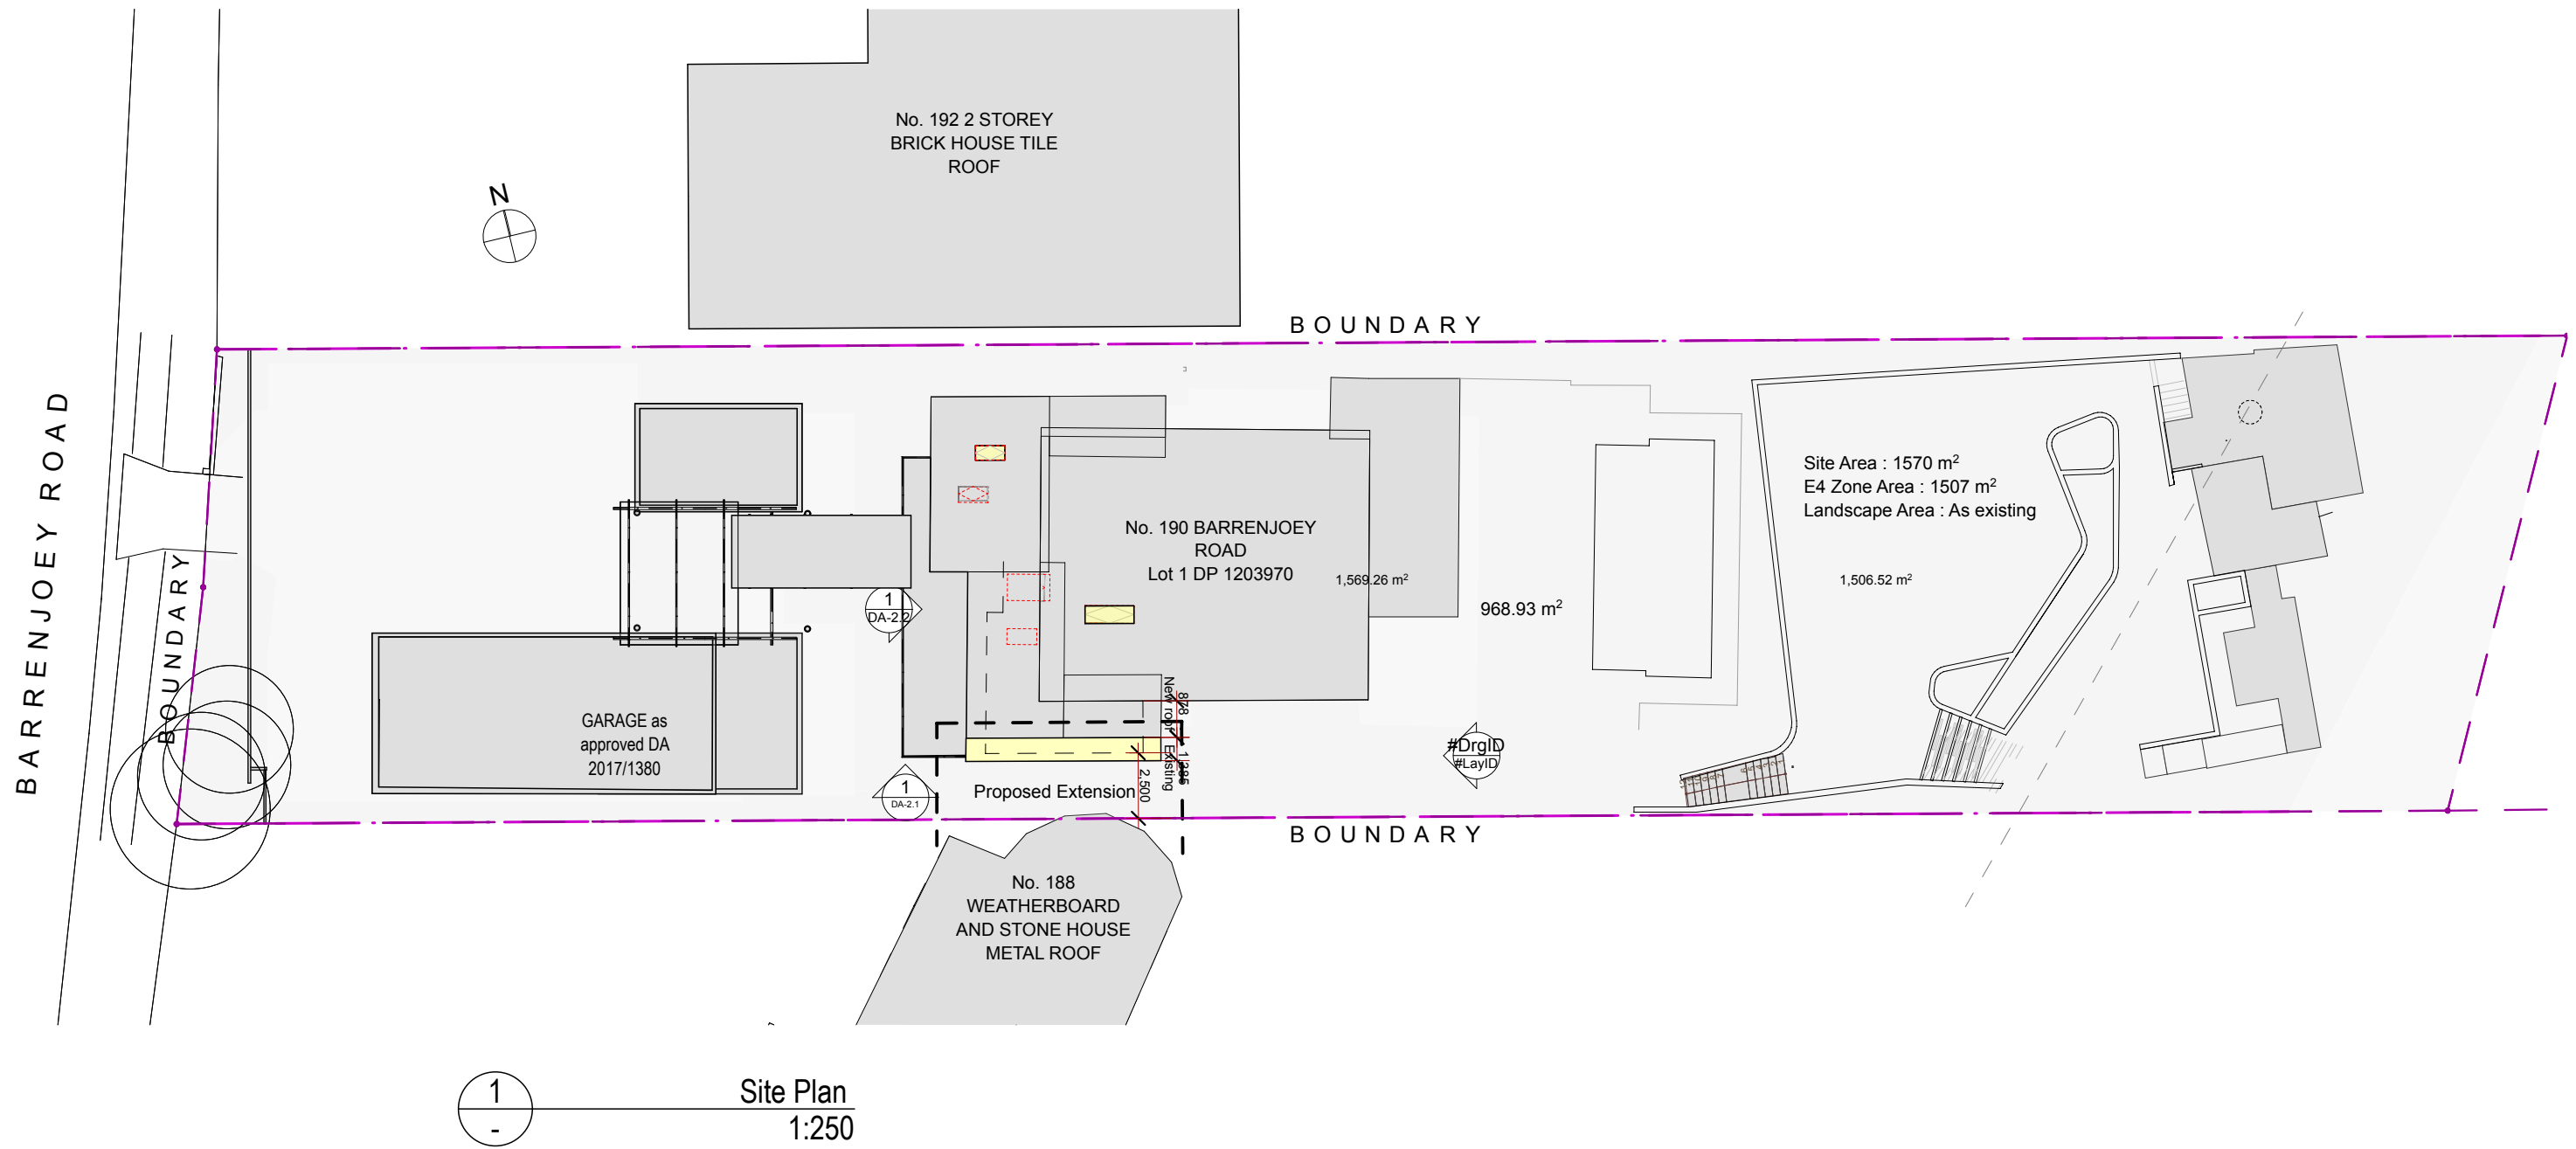 No. 192 2 STOREY
BRICK HOUSE TILE
ROOF
N
BOUNDARY
BARRENJOEY ROAD
BOUNDARY
3
Site Area : 1570 m²
E4 Zone Area : 1507 m²
Landscape Area : As existing
No. 190 BARRENJOEY
ROAD
Lot 1 DP 1203970
1,569.26 m²
1,506.52 m²
968.93 m²
1
DA-2.2
GARAGE as
approved DA
2017/1380
New roof
Existing
878
2,500
Proposed Extension
1
DA-2.1
#DrgID
#LayID
BOUNDARY
No. 188
WEATHERBOARD
AND STONE HOUSE
METAL ROOF
1
-
Site Plan
1:250